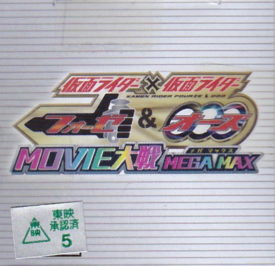 仮面ライダー×仮面ライダー
KAMEN RIDER FOURZE & OOO
フォーゼ&オーズ
MOVIE大戦 メガ マックス MEGA MAX
東映
承認済
5